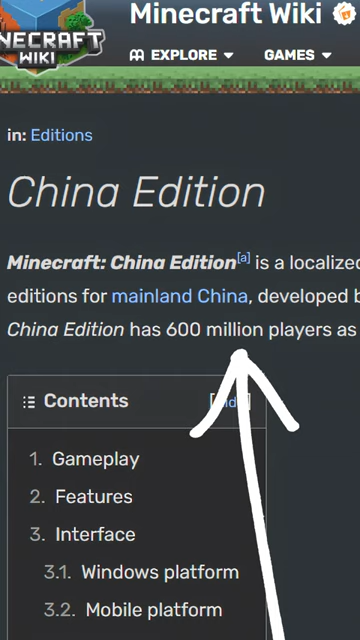 Minecraft Wiki
NECRAFT
WIKI
EXPLORE
GAMES
in: Editions
China Edition
Minecraft: China Edition[a] is a localized
editions for mainland China, developed
China Edition has 600 million players as
Contents
1. Gameplay
2. Features
3. Interface
3.1. Windows platform
3.2. Mobile platform